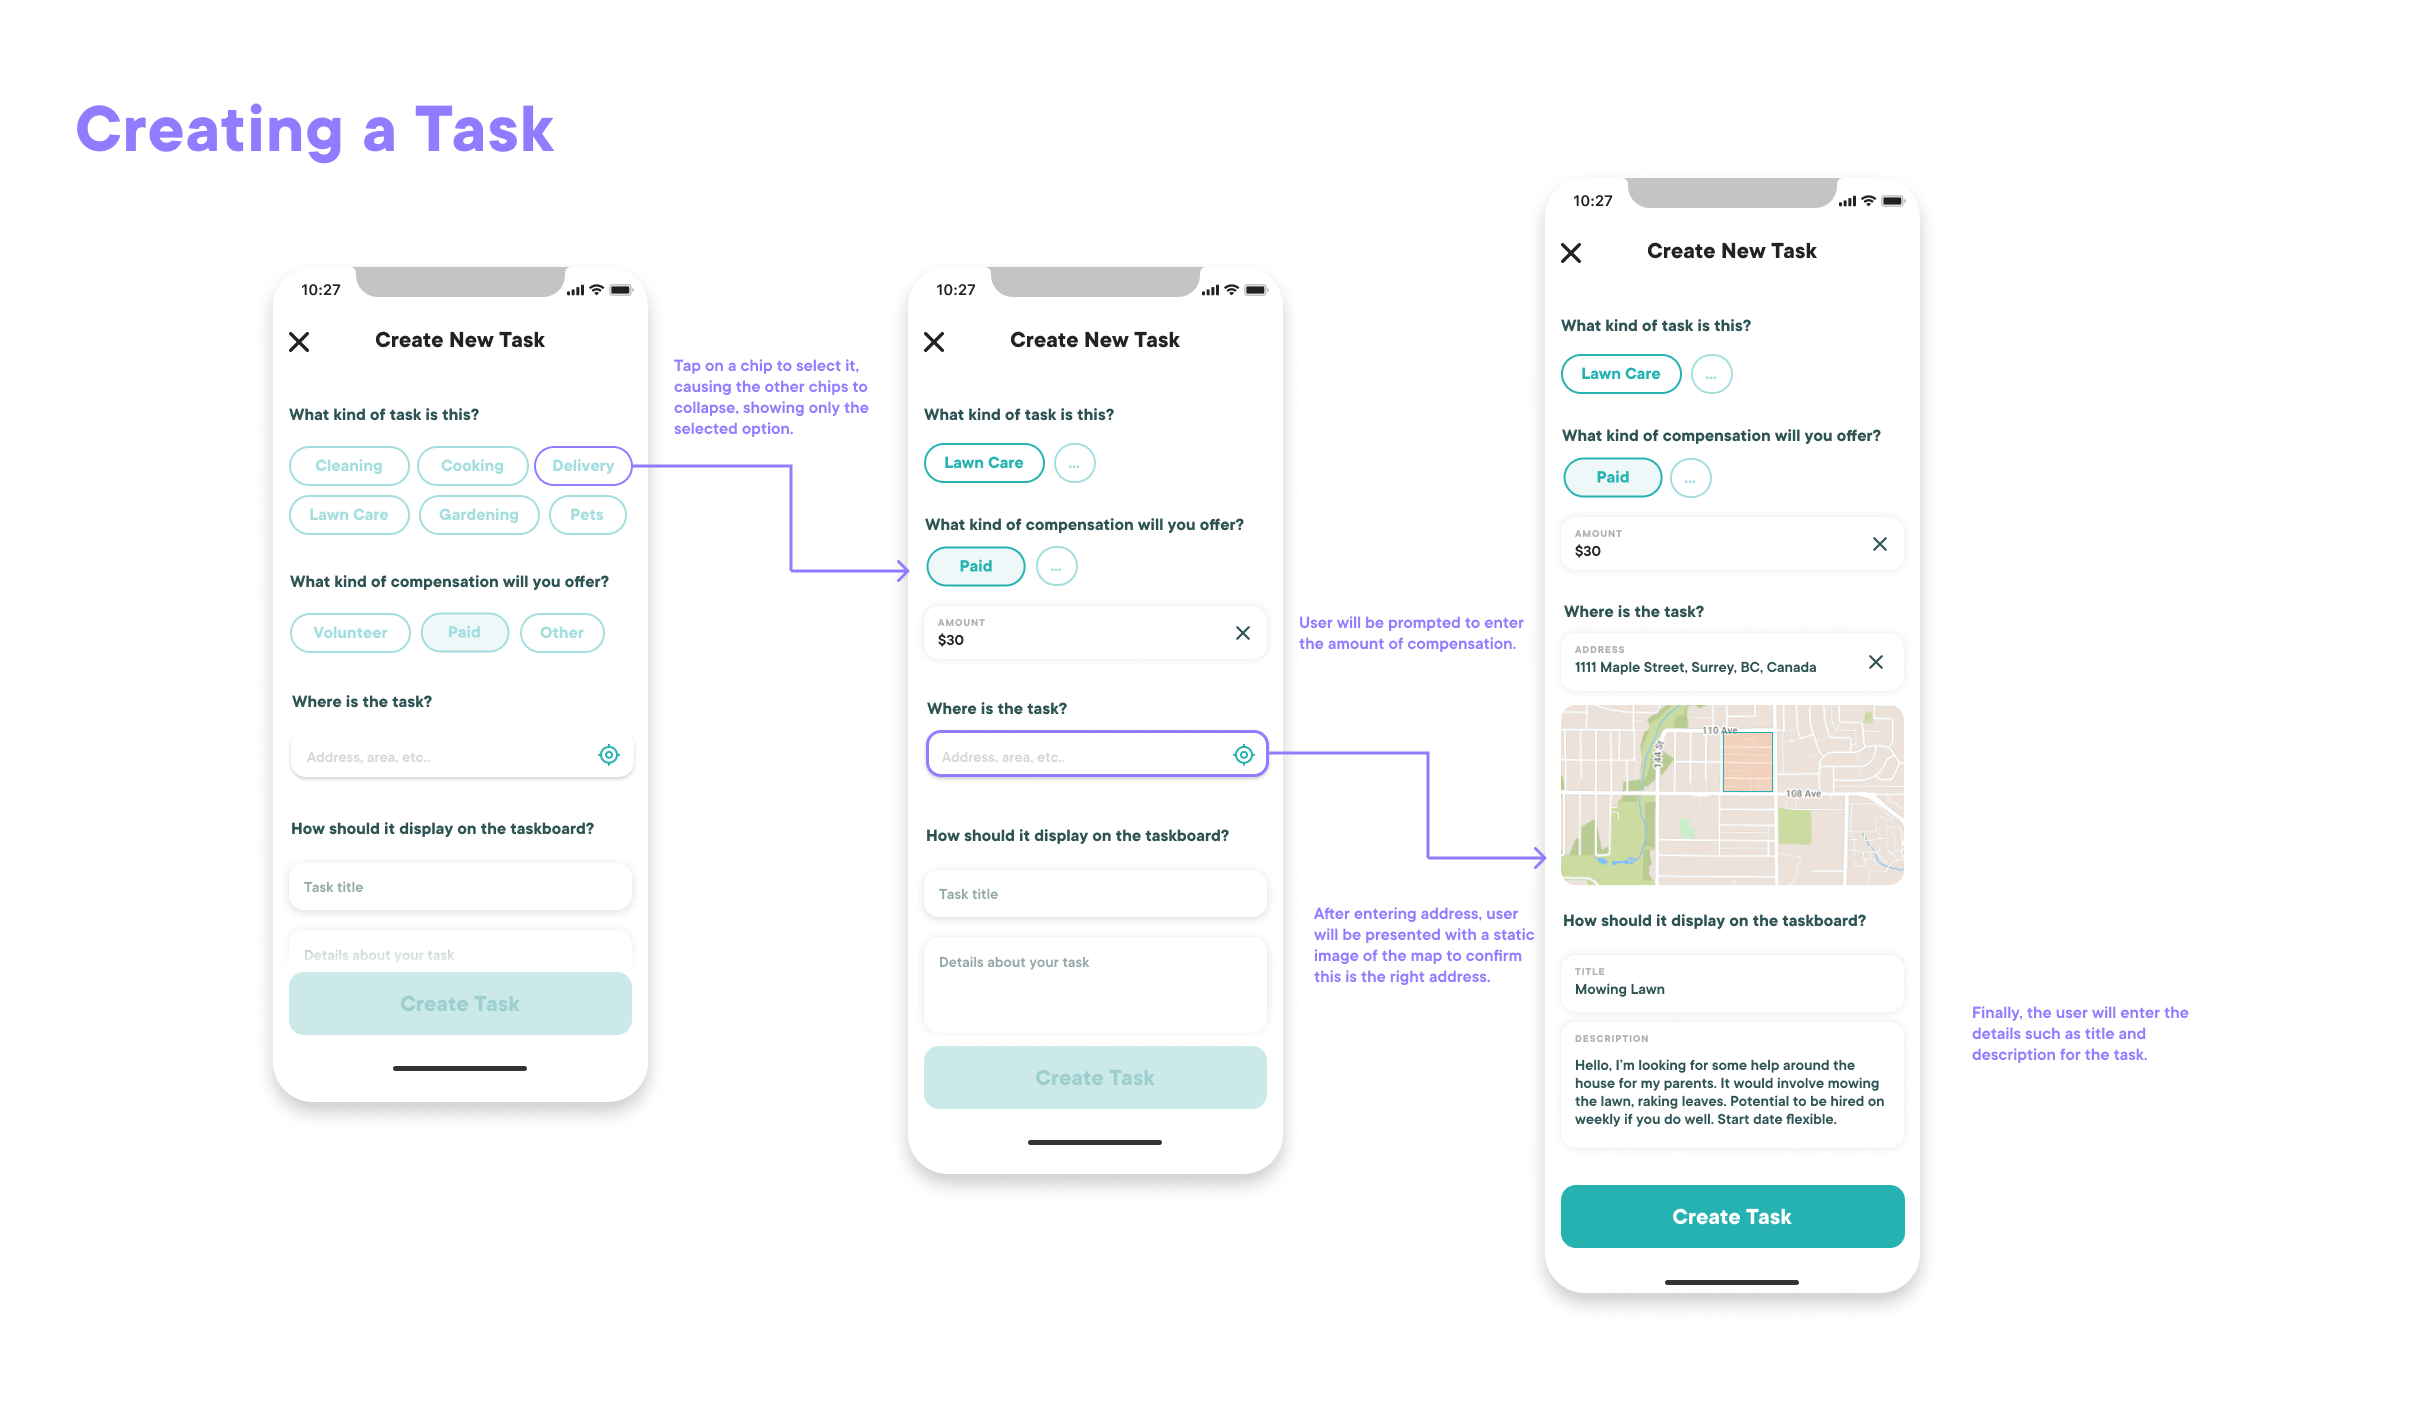 Creating a Task
10:27
Create New Task
What kind of task is this?
Cleaning
Cooking
Delivery
Lawn Care
Gardening
Pets
What kind of compensation will you offer?
Volunteer
Paid
Other
Where is the task?
Address, area, etc..
How should it display on the taskboard?
Task title
Details about your task
Create Task
Tap on a chip to select it,
causing the other chips to
collapse, showing only the
selected option.
10:27
Create New Task
What kind of task is this?
Lawn Care
...
What kind of compensation will you offer?
Paid
...
AMOUNT
$30
Where is the task?
Address, area, etc..
How should it display on the taskboard?
Task title
Details about your task
Create Task
User will be prompted to enter
the amount of compensation.
After entering address, user
will be presented with a static
image of the map to confirm
this is the right address.
10:27
Create New Task
What kind of task is this?
Lawn Care
...
What kind of compensation will you offer?
Paid
...
AMOUNT
$30
Where is the task?
ADDRESS
1111 Maple Street, Surrey, BC, Canada
110 Ave
144 St
108 Ave
How should it display on the taskboard?
TITLE
Mowing Lawn
DESCRIPTION
Hello, I'm looking for some help around the
house for my parents. It would involve mowing
the lawn, raking leaves. Potential to be hired on
weekly if you do well. Start date flexible.
Create Task
Finally, the user will enter the
details such as title and
description for the task.